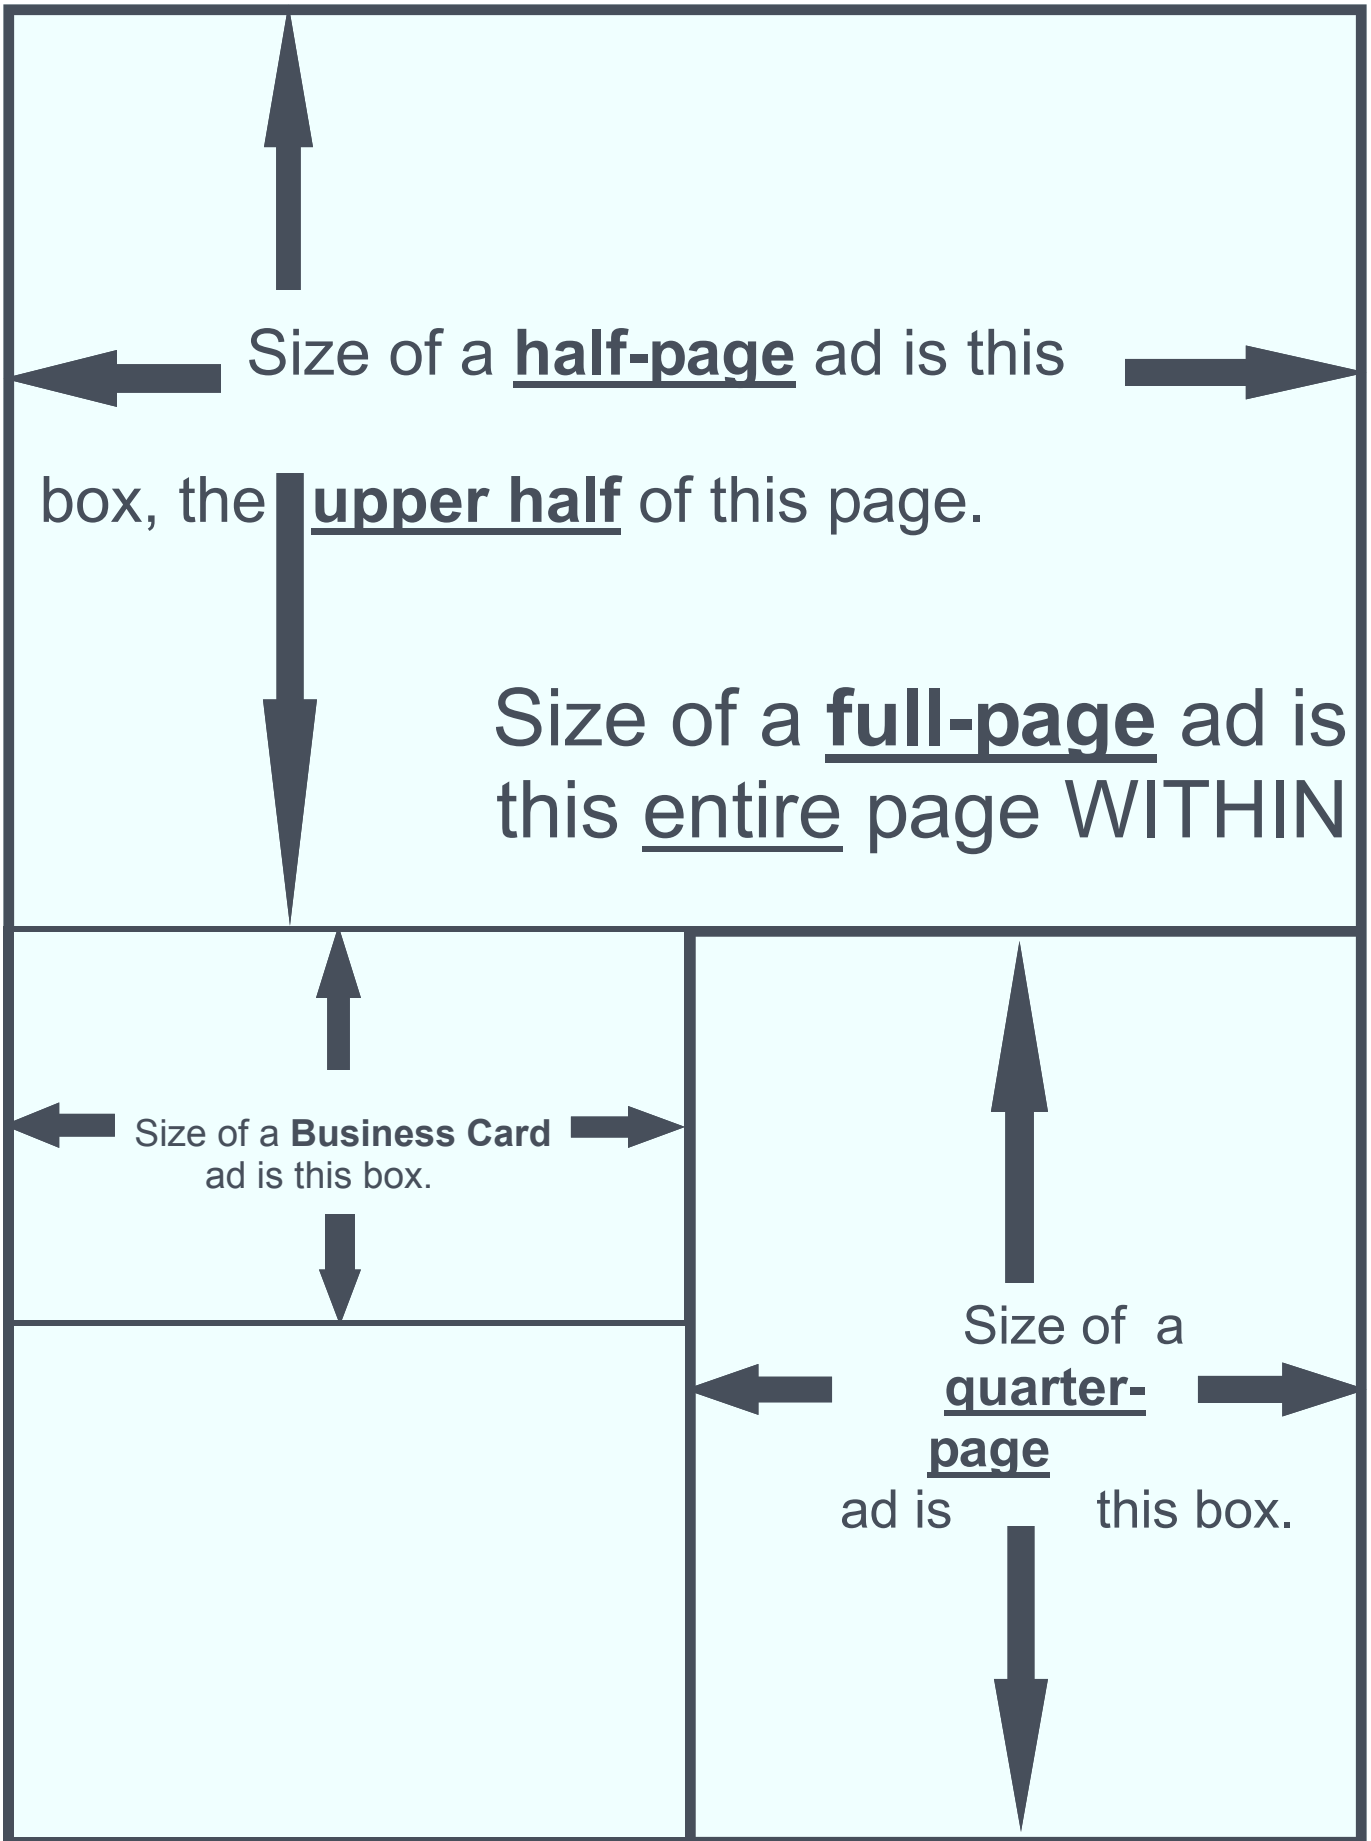 Size of a half-page ad is this
box, the upper half of this page.
Size of a full-page ad is
this entire page WITHIN
Size of a Business Card
ad is this box.
Size of a
quarter-
page
ad is this box.